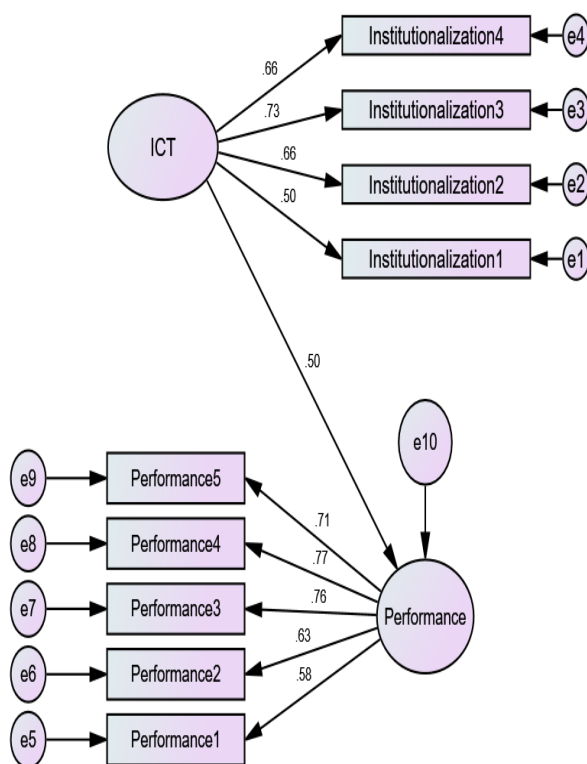 Institutionalization4
e4
.66
.73
Institutionalization3
e3
ICT
.66
Institutionalization2
e2
.50
Institutionalization1
e1
.50
e10
e9
Performance5
.71
e8
Performance4
.77
e7
Performance3
.76
Performance
.63
e6
Performance2
.58
e5
Performance1